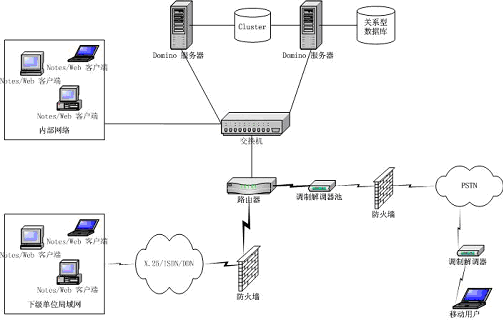 Cluster
关系型
数据库
Domino 服务器
Domino 服务器
Notes/Web 客户端
Notes/Web 客户端
Notes/Web 客户端
内部网络
交换机
路由器
调制解调器池
防火墙
PSTN
Notes/Web 客户端
Notes/Web 客户端
Notes/Web 客户端
下级单位局域网
X.25/ISDN/DDN
防火墙
调制解调器
移动用户